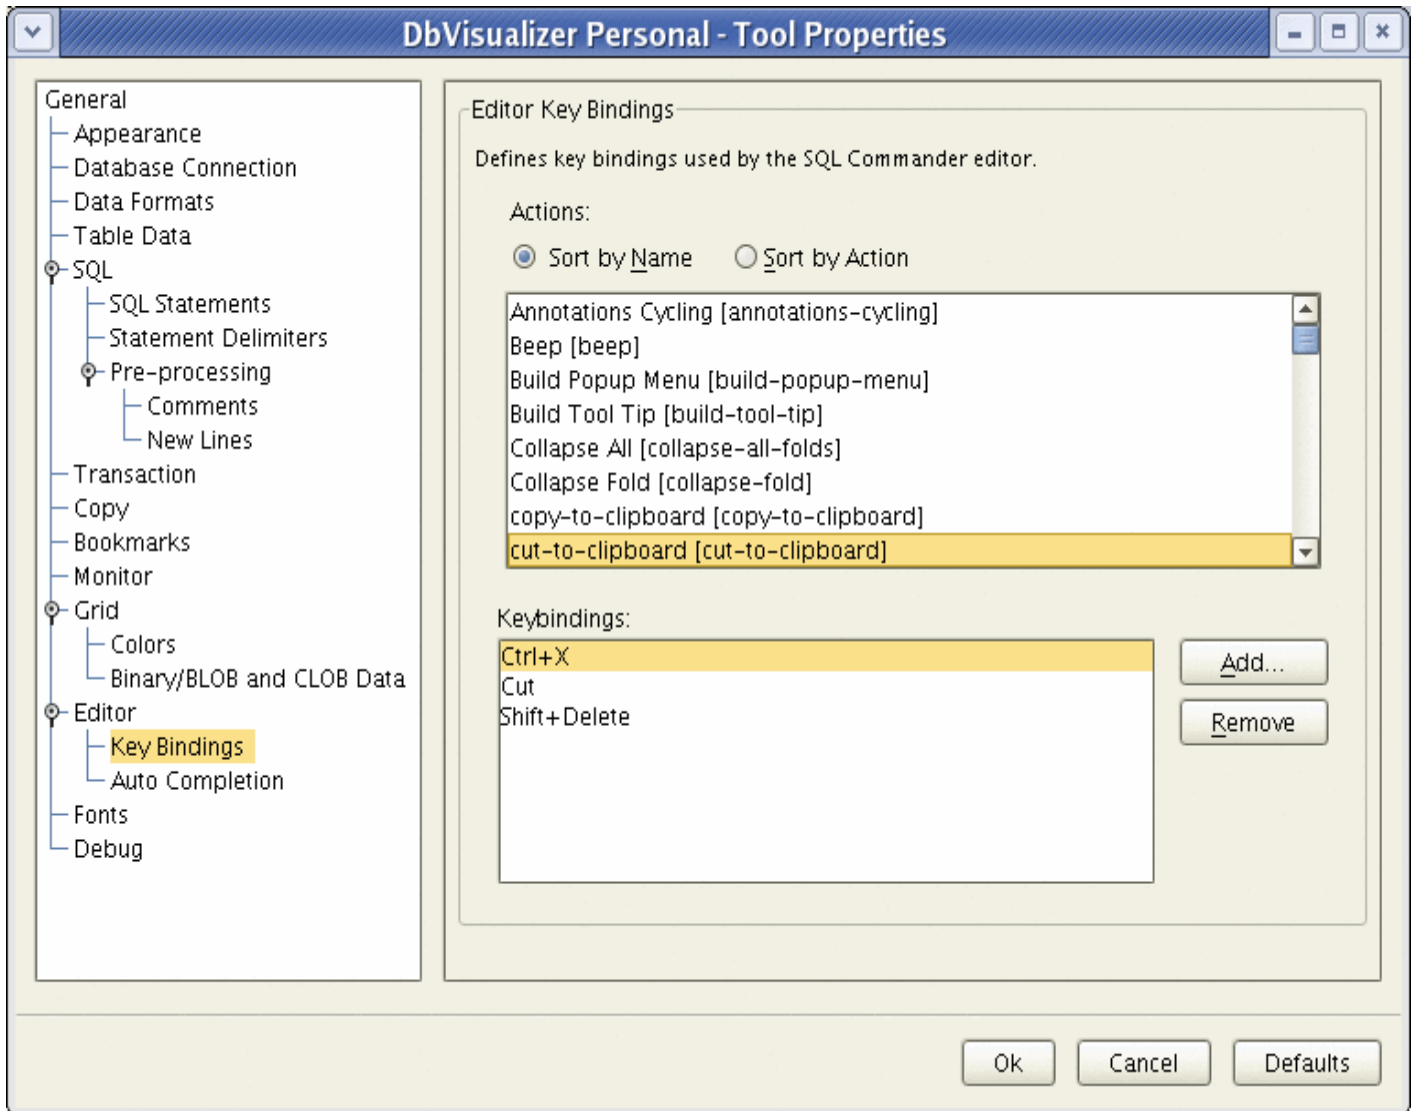 DbVisualizer Personal - Tool Properties
General
Appearance
Database Connection
Data Formats
Table Data
SQL
SQL Statements
Statement Delimiters
Pre-processing
Comments
New Lines
Transaction
Copy
Bookmarks
Monitor
Grid
Colors
Binary/BLOB and CLOB Data
Editor
Key Bindings
Auto Completion
Fonts
Debug
Editor Key Bindings
Defines key bindings used by the SQL Commander editor.
Actions:
Sort by Name Sort by Action
Annotations Cycling [annotations-cycling]
Beep [beep]
Build Popup Menu [build-popup-menu]
Build Tool Tip [build-tool-tip]
Collapse All [collapse-all-folds]
Collapse Fold [collapse-fold]
copy-to-clipboard [copy-to-clipboard]
cut-to-clipboard [cut-to-clipboard]
Keybindings:
Ctrl+X
Cut
Shift+Delete
Add...
Remove
Ok Cancel Defaults